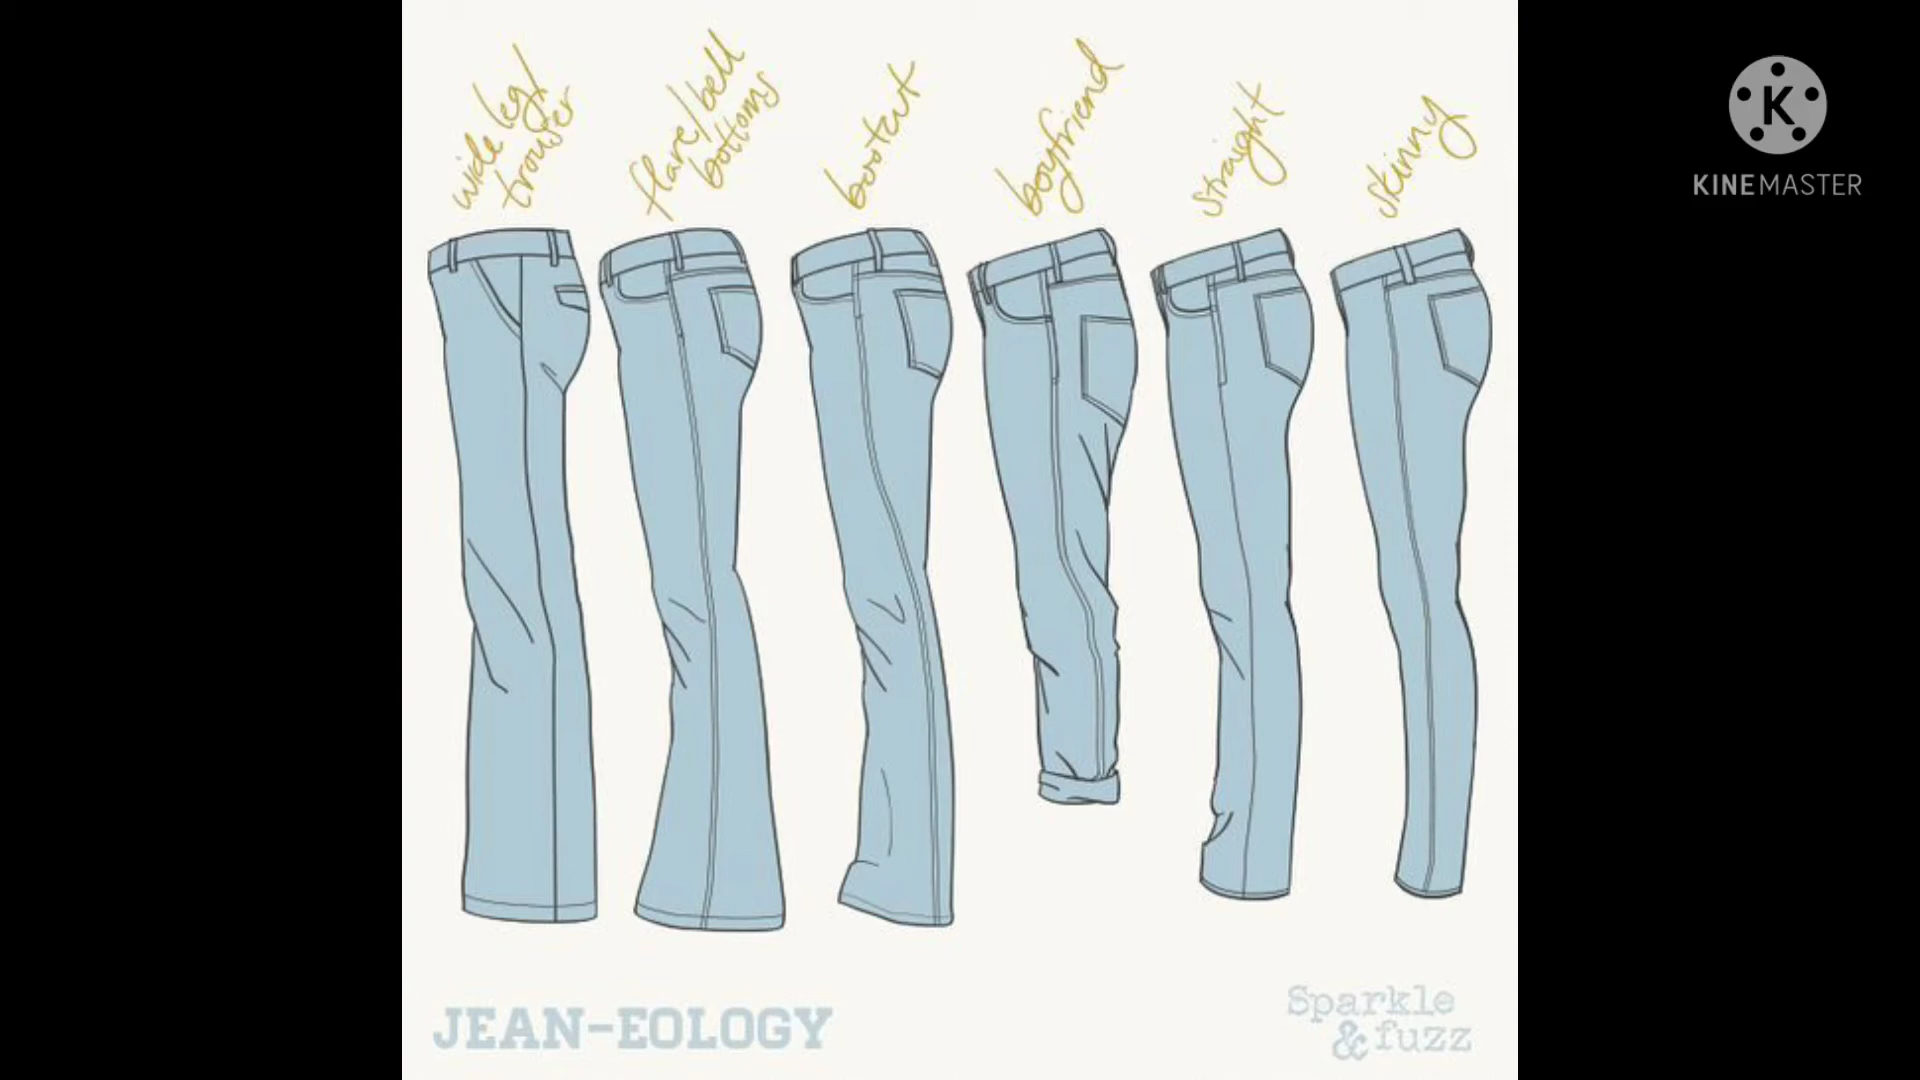 wide leg/
trouser
flare/bell
bottoms
bootcut
boyfriend
straight
skinny
K
KINEMASTER
JEAN-EOLOGY
Sparkle
& fuzz